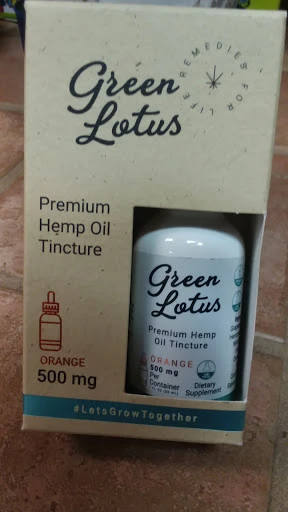 Green
Lotus
REMEDIES FOR LIFE
Premium
Hemp Oil
Tincture
ORANGE
500 mg
Green
Lotus
Premium Hemp
Oil Tincture
ORANGE
500 mg
Per
Container
Dietary
Supplement
#LetsGrowTogether